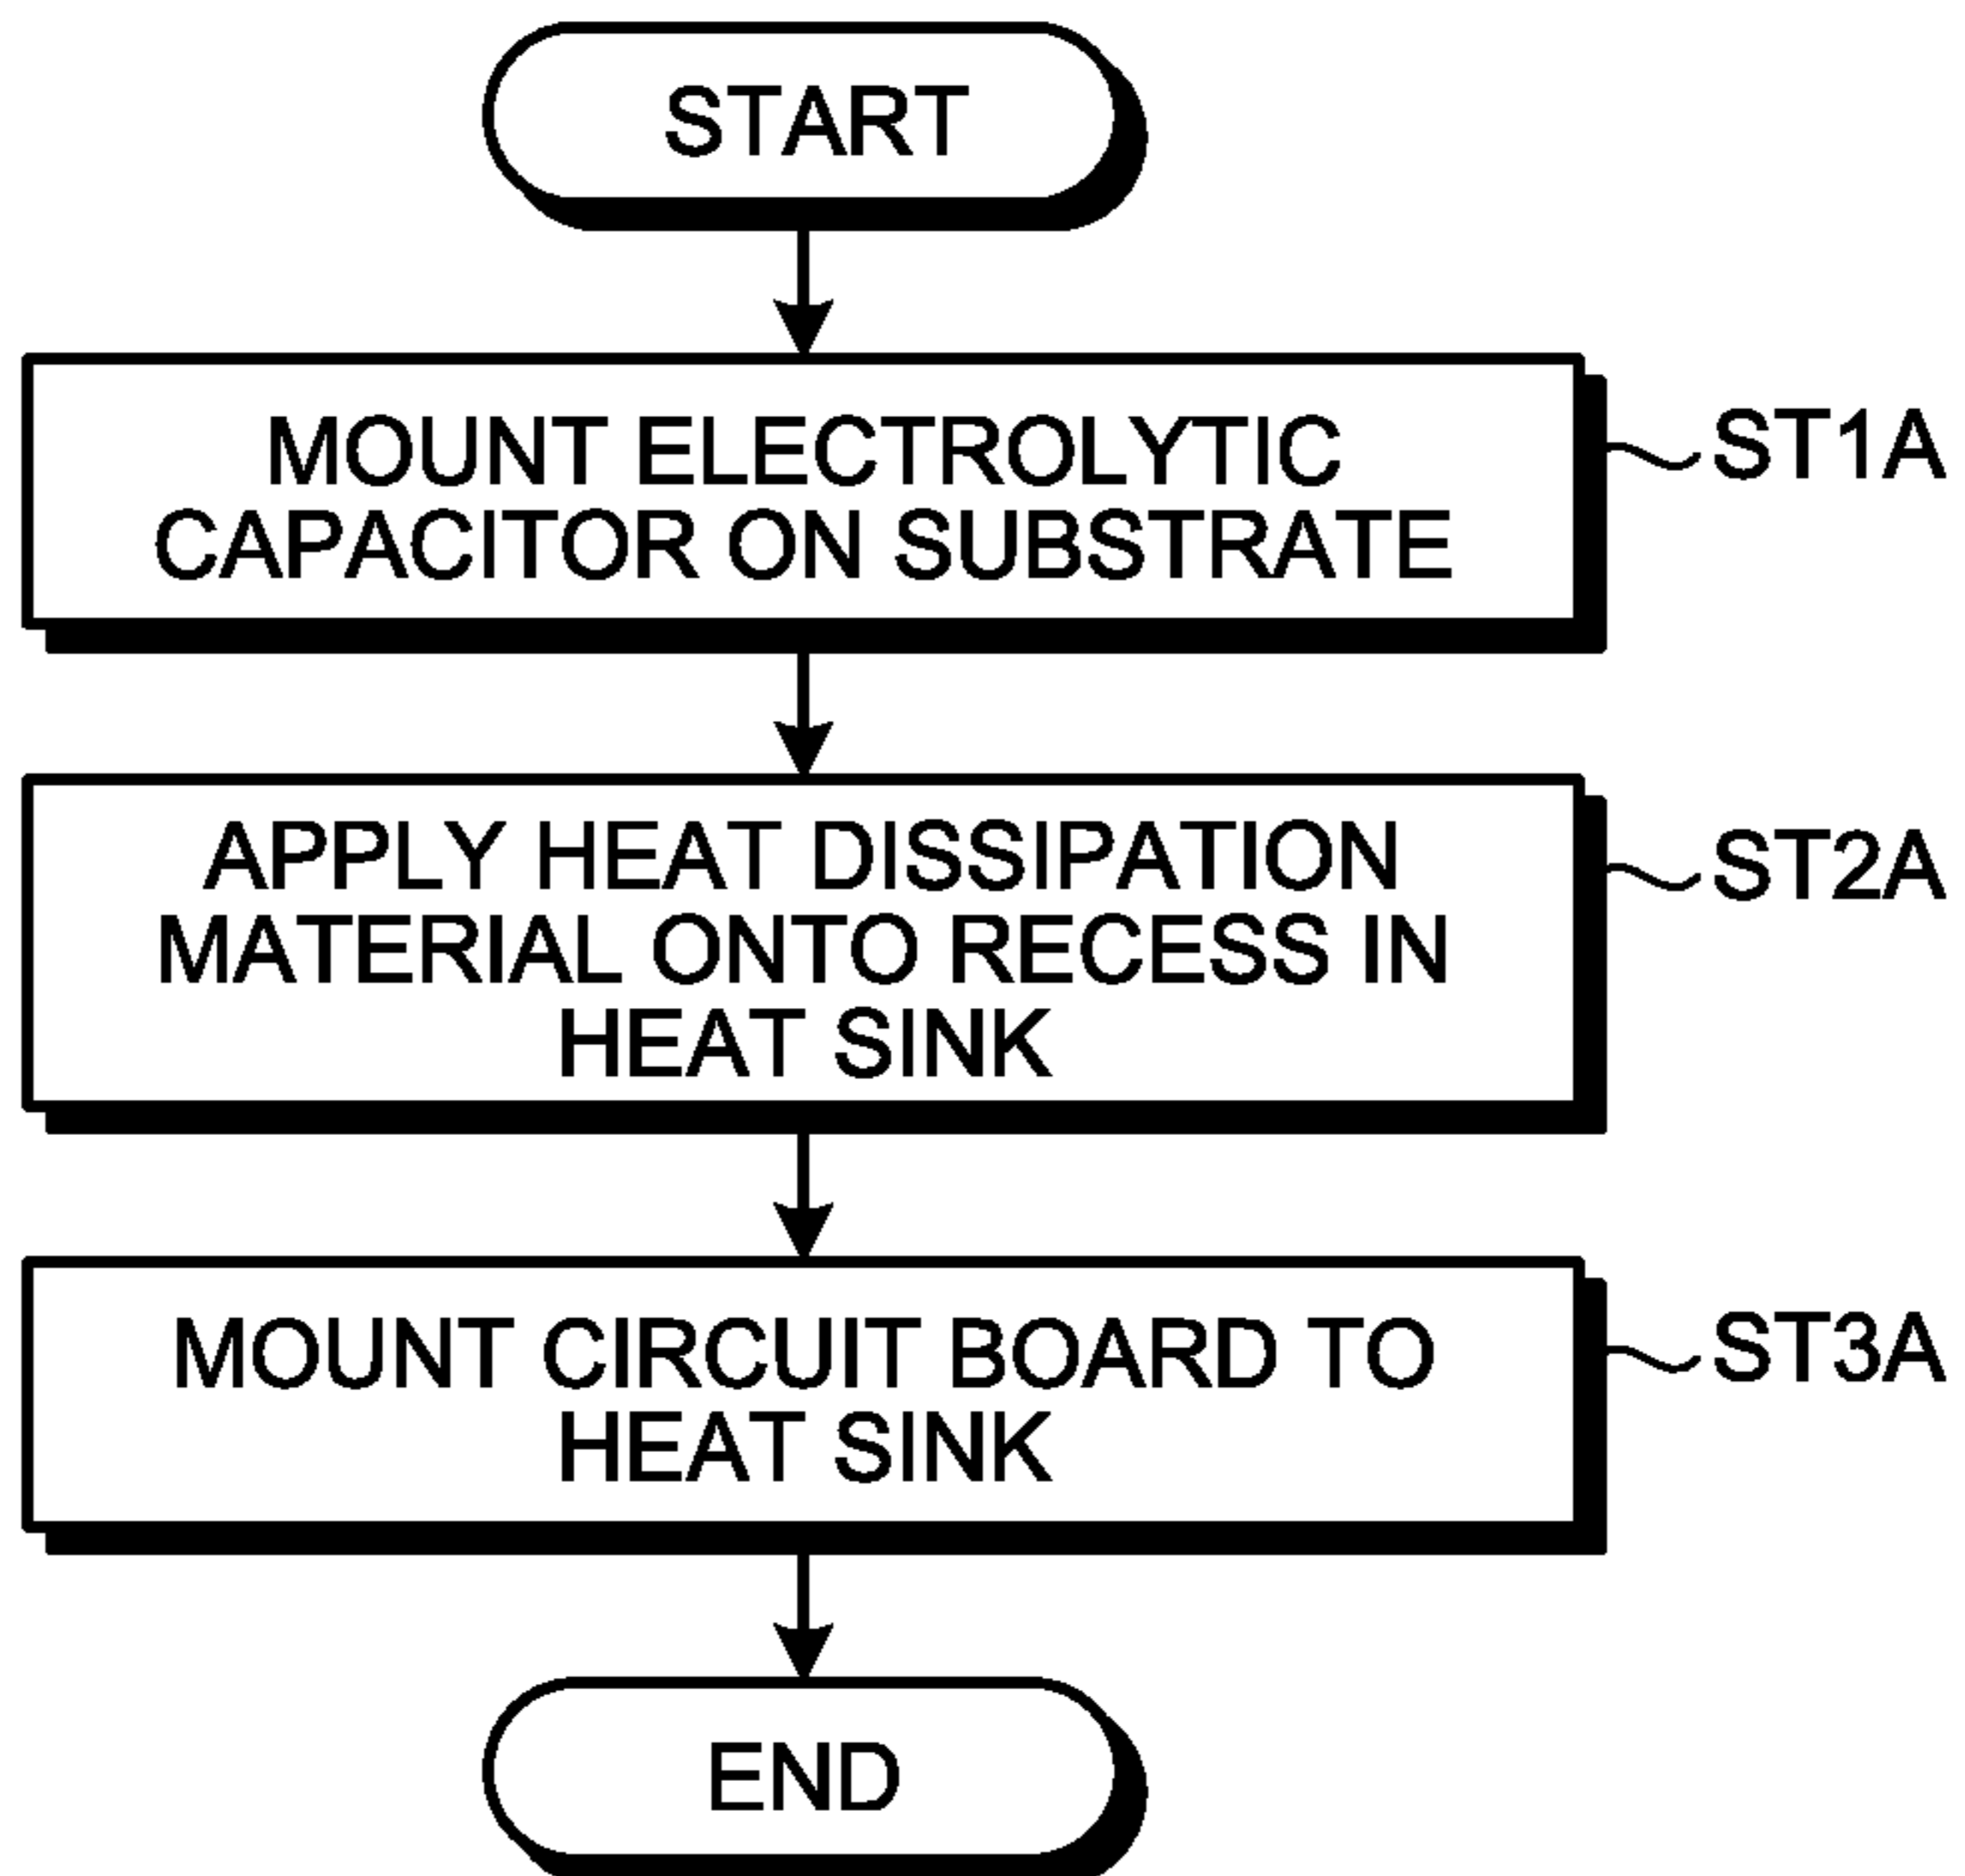 START
MOUNT ELECTROLYTIC
CAPACITOR ON SUBSTRATE
ST1A
APPLY HEAT DISSIPATION
MATERIAL ONTO RECESS IN
HEAT SINK
ST2A
MOUNT CIRCUIT BOARD TO
HEAT SINK
ST3A
END